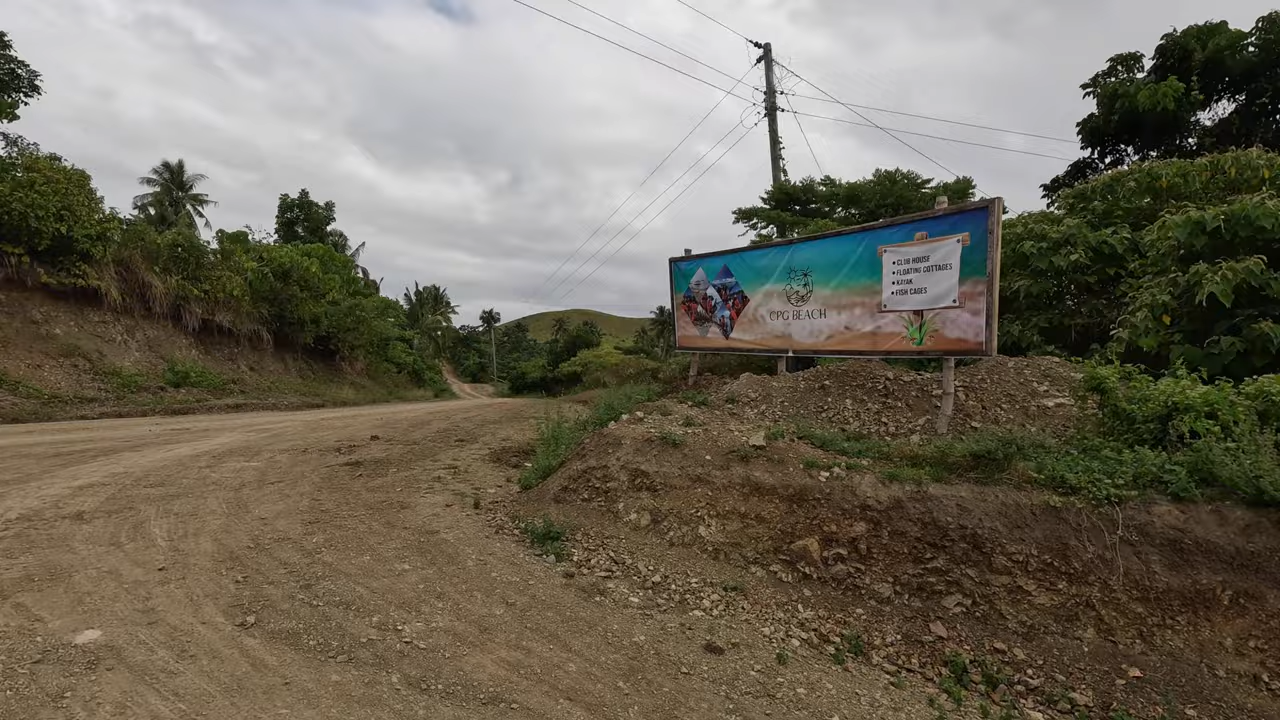 CPG BEACH
• CLUB HOUSE
• FLOATING COTTAGES
• KAYAK
• FISH CAGES